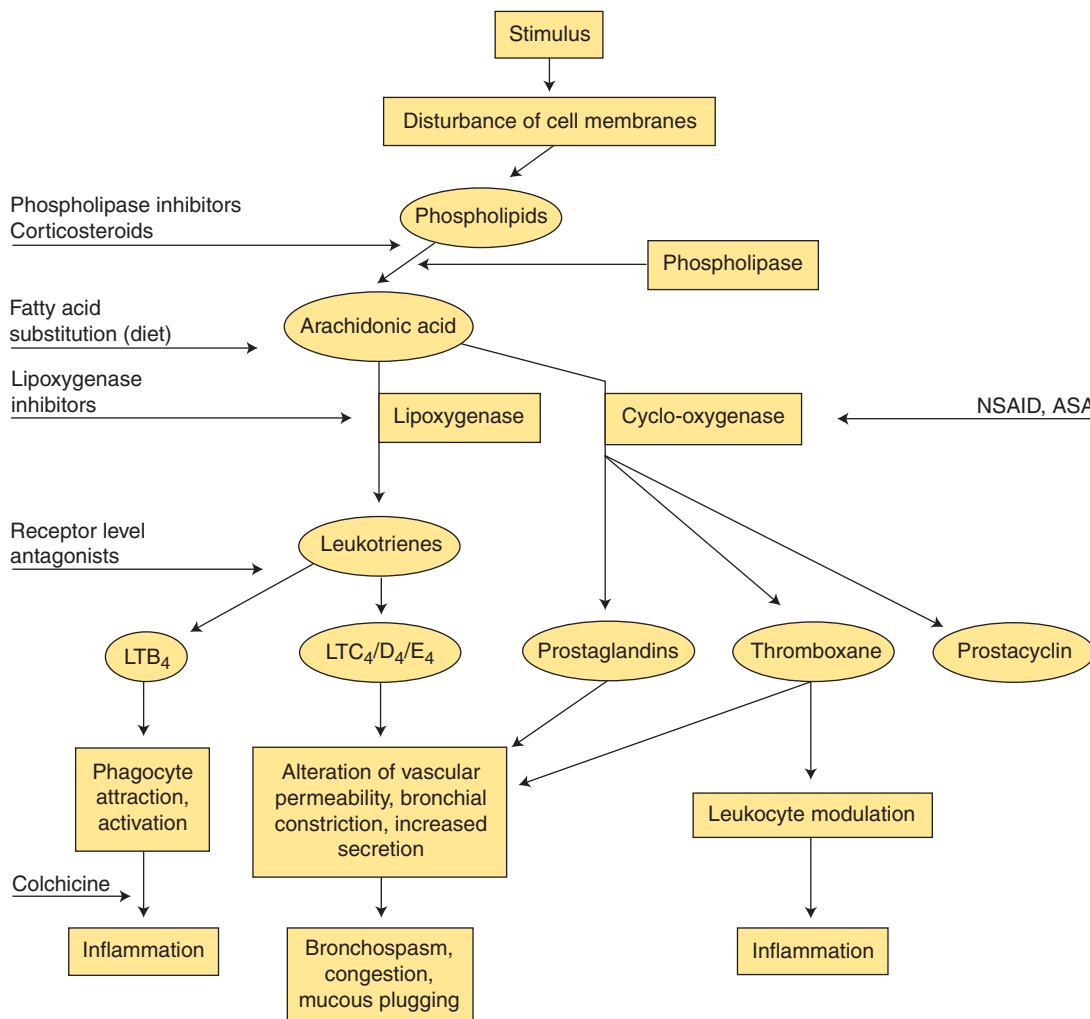 Stimulus
Disturbance of cell membranes
Phospholipase inhibitors
Corticosteroids
Phospholipids
Phospholipase
Fatty acid
substitution (diet)
Arachidonic acid
Lipoxygenase
inhibitors
Lipoxygenase
Cyclo-oxygenase
NSAID, ASA
Receptor level
antagonists
Leukotrienes
LTB₄
LTC₄/D₄/E₄
Prostaglandins
Thromboxane
Prostacyclin
Phagocyte
attraction,
activation
Alteration of vascular
permeability, bronchial
constriction, increased
secretion
Leukocyte modulation
Colchicine
Inflammation
Bronchospasm,
congestion,
mucous plugging
Inflammation